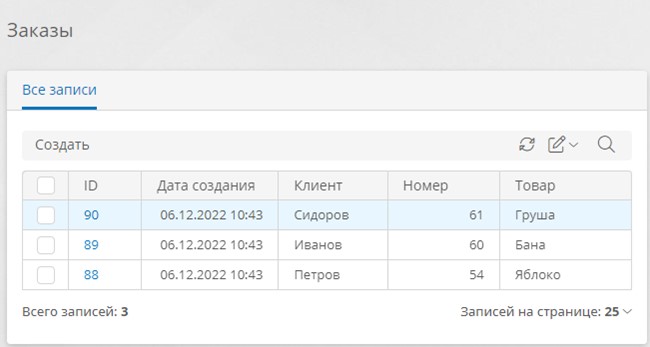 Заказы
Все записи
Создать
ID Дата создания Клиент Номер Товар
90 06.12.2022 10:43 Сидоров 61 Груша
89 06.12.2022 10:43 Иванов 60 Бана
88 06.12.2022 10:43 Петров 54 Яблоко
Всего записей: 3 Записей на странице: 25